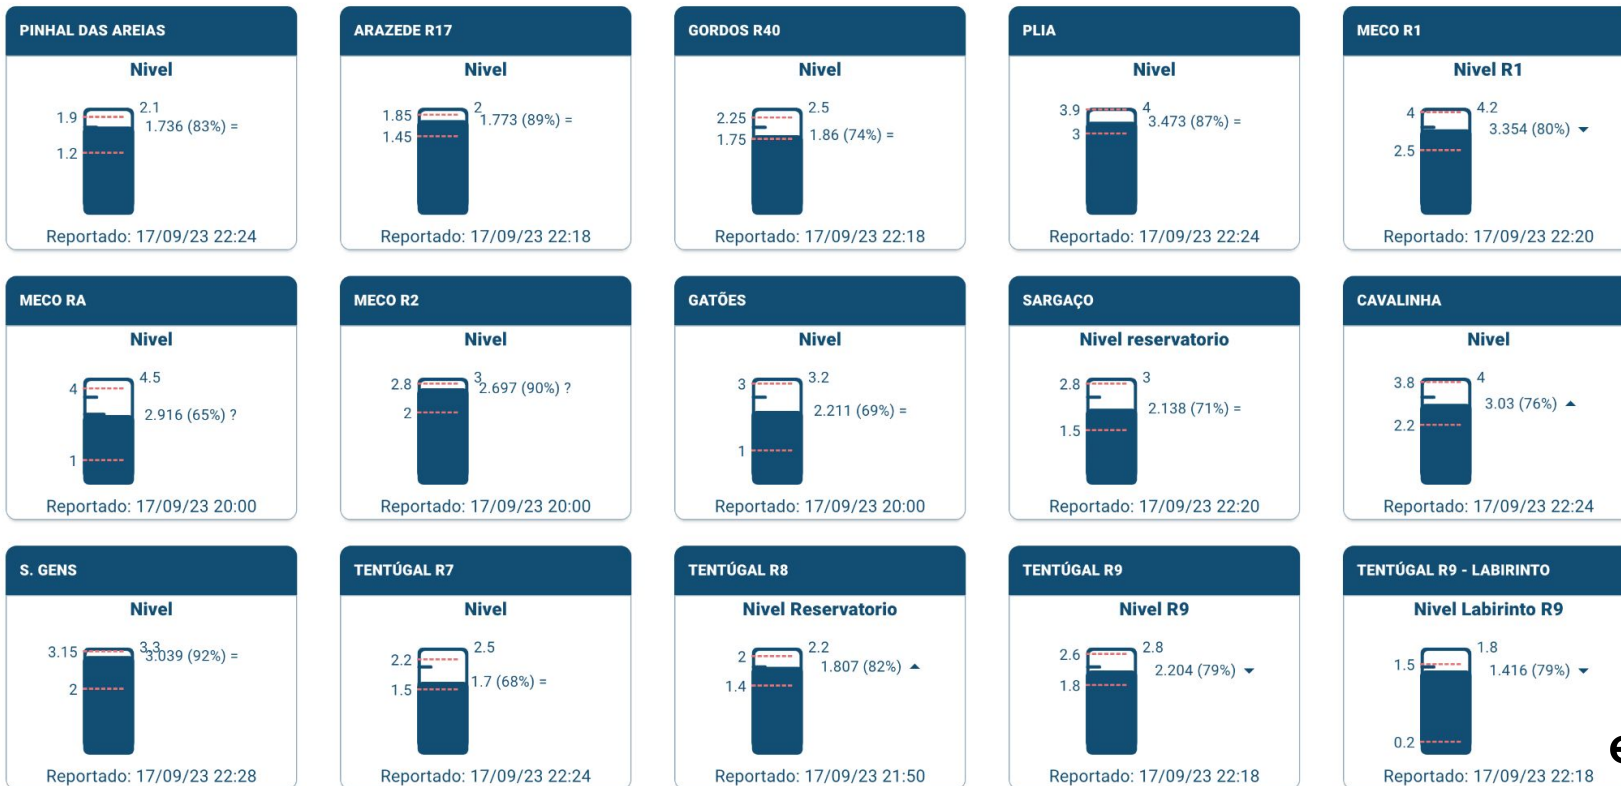 PINHAL DAS AREIAS
Nivel
2.1
1.9
1.736 (83%) =
1.2
Reportado: 17/09/23 22:24
ARAZEDE R17
Nivel
2
1.85
1.773 (89%) =
1.45
Reportado: 17/09/23 22:18
GORDOS R40
Nivel
2.5
2.25
1.86 (74%) =
1.75
Reportado: 17/09/23 22:18
PLIA
Nivel
4
3.9
3.473 (87%) =
3
Reportado: 17/09/23 22:24
MECO R1
Nivel R1
4.2
4
3.354 (80%) ▼
2.5
Reportado: 17/09/23 22:20
MECO RA
Nivel
4.5
4
2.916 (65%) ?
1
Reportado: 17/09/23 20:00
MECO R2
Nivel
3
2.8
2.697 (90%) ?
2
Reportado: 17/09/23 20:00
GATÕES
Nivel
3.2
3
2.211 (69%) =
1
Reportado: 17/09/23 20:00
SARGAÇO
Nivel reservatorio
3
2.8
2.138 (71%) =
1.5
Reportado: 17/09/23 22:20
CAVALINHA
Nivel
4
3.8
3.03 (76%) ▲
2.2
Reportado: 17/09/23 22:24
S. GENS
Nivel
3.3
3.15
3.039 (92%) =
2
Reportado: 17/09/23 22:28
TENTÚGAL R7
Nivel
2.5
2.2
1.7 (68%) =
1.5
Reportado: 17/09/23 22:24
TENTÚGAL R8
Nivel Reservatorio
2.2
2
1.807 (82%) ▲
1.4
Reportado: 17/09/23 21:50
TENTÚGAL R9
Nivel R9
2.8
2.6
2.204 (79%) ▼
1.8
Reportado: 17/09/23 22:18
TENTÚGAL R9 - LABIRINTO
Nivel Labirinto R9
1.8
1.5
1.416 (79%) ▼
0.2
Reportado: 17/09/23 22:18